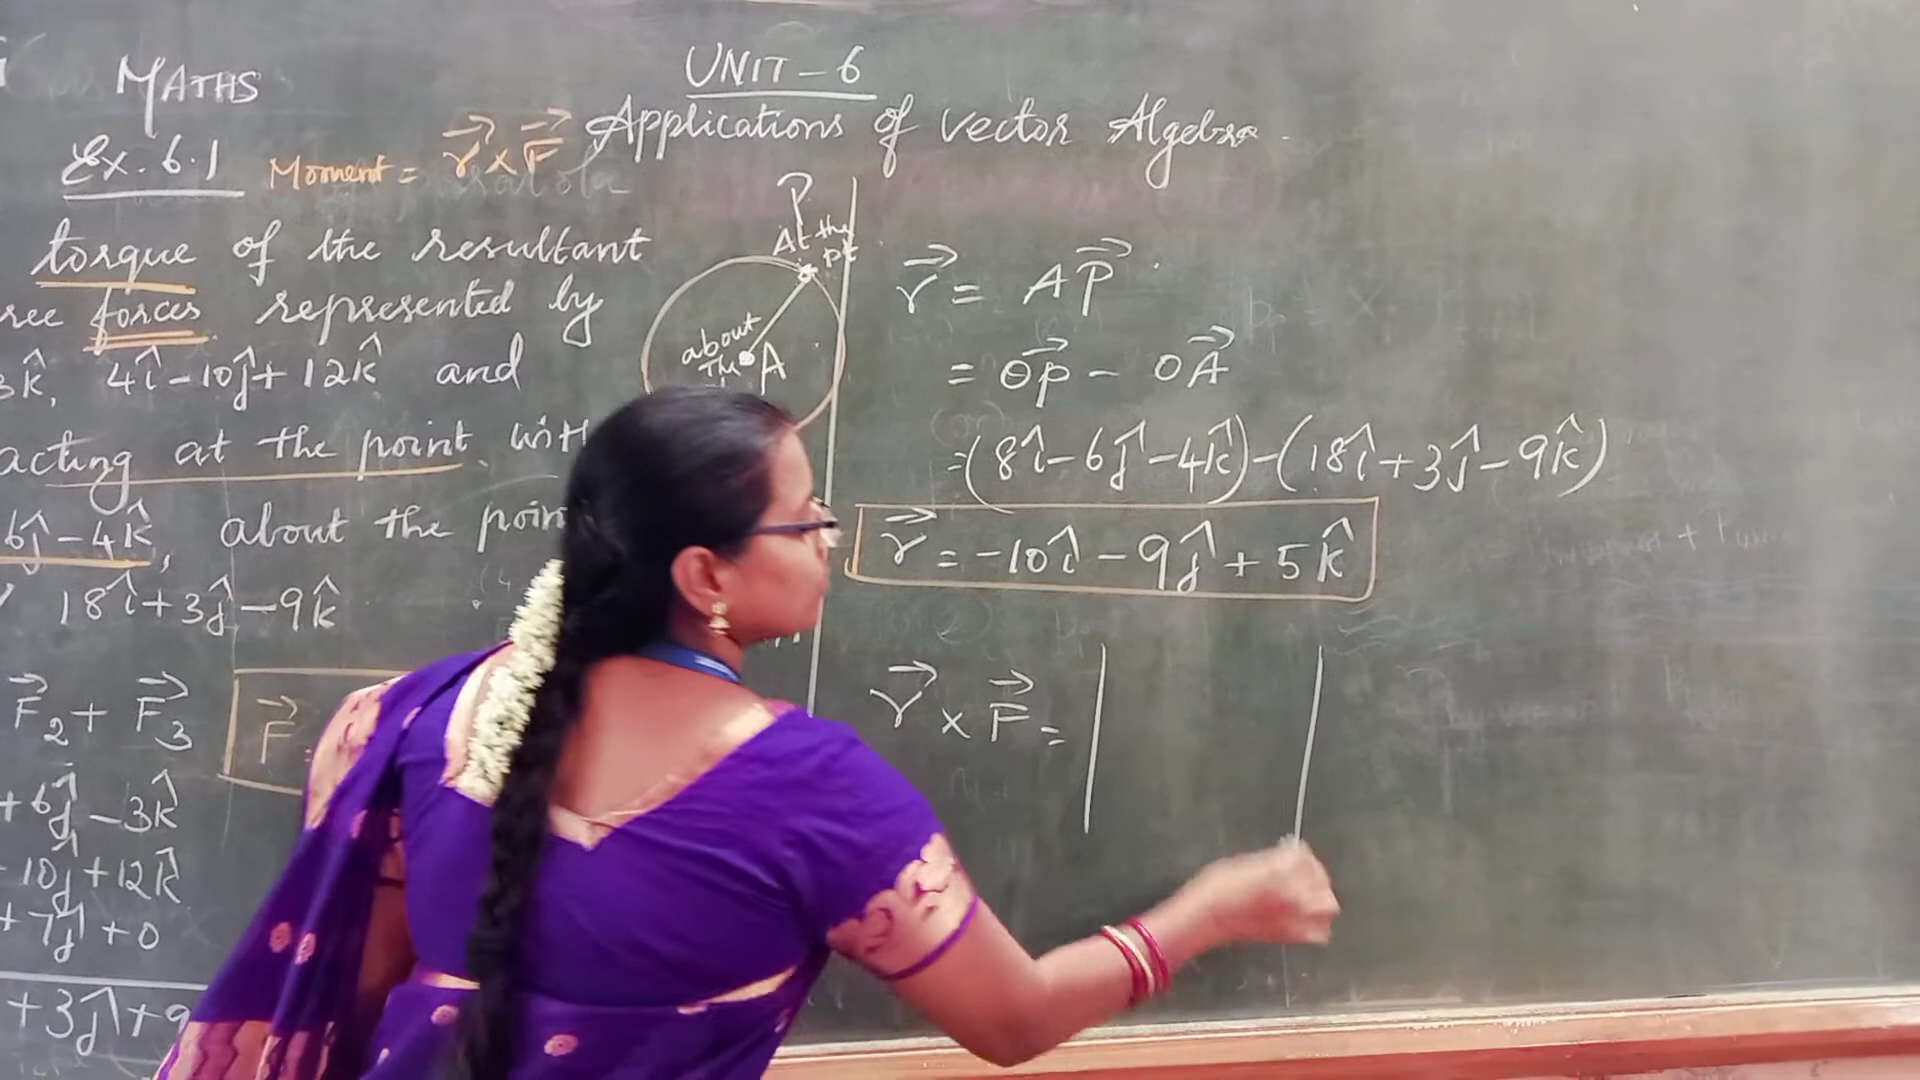 MATHS
UNIT - 6
Applications of vector Algebra
Ex. 6.1 Moment = r⃗ × F⃗
torque of the resultant
ree forces represented by
3k̂, 4î - 10ĵ + 12k̂ and
acting at the point with
6ĵ - 4k̂, about the poin
18î + 3ĵ - 9k̂
F⃗₂ + F⃗₃
F⃗
+ 6ĵ - 3k̂
- 10ĵ + 12k̂
+ 7ĵ + 0
+ 3ĵ + 9
P
At the
pt
about
the A
r⃗ = AP⃗
= OP⃗ - OA⃗
= (8î - 6ĵ - 4k̂) - (18î + 3ĵ - 9k̂)
r⃗ = -10î - 9ĵ + 5k̂
r⃗ × F⃗ =